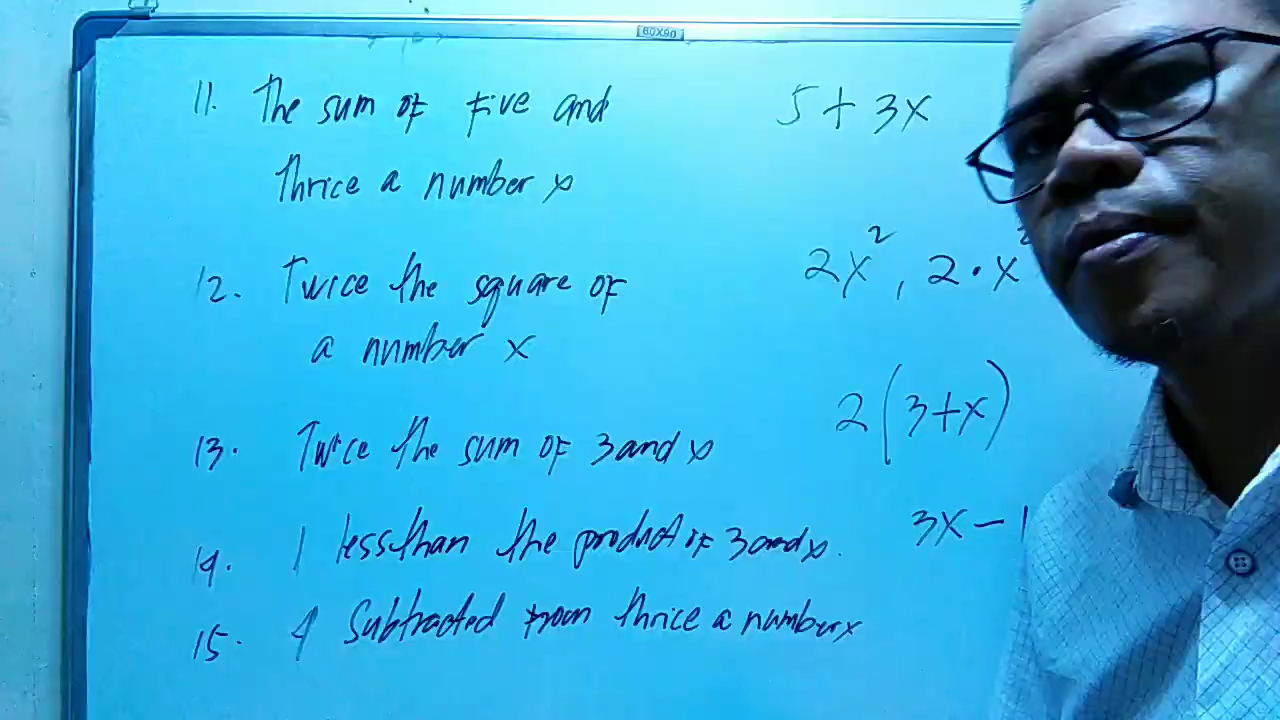 60X90
11. The sum of five and 5 + 3x
thrice a number x
12. Twice the square of 2x², 2·x²
a number x
13. Twice the sum of 3 and x 2(3+x)
14. 1 less than the product of 3 and x. 3x - 1
15. 4 subtracted from thrice a number x